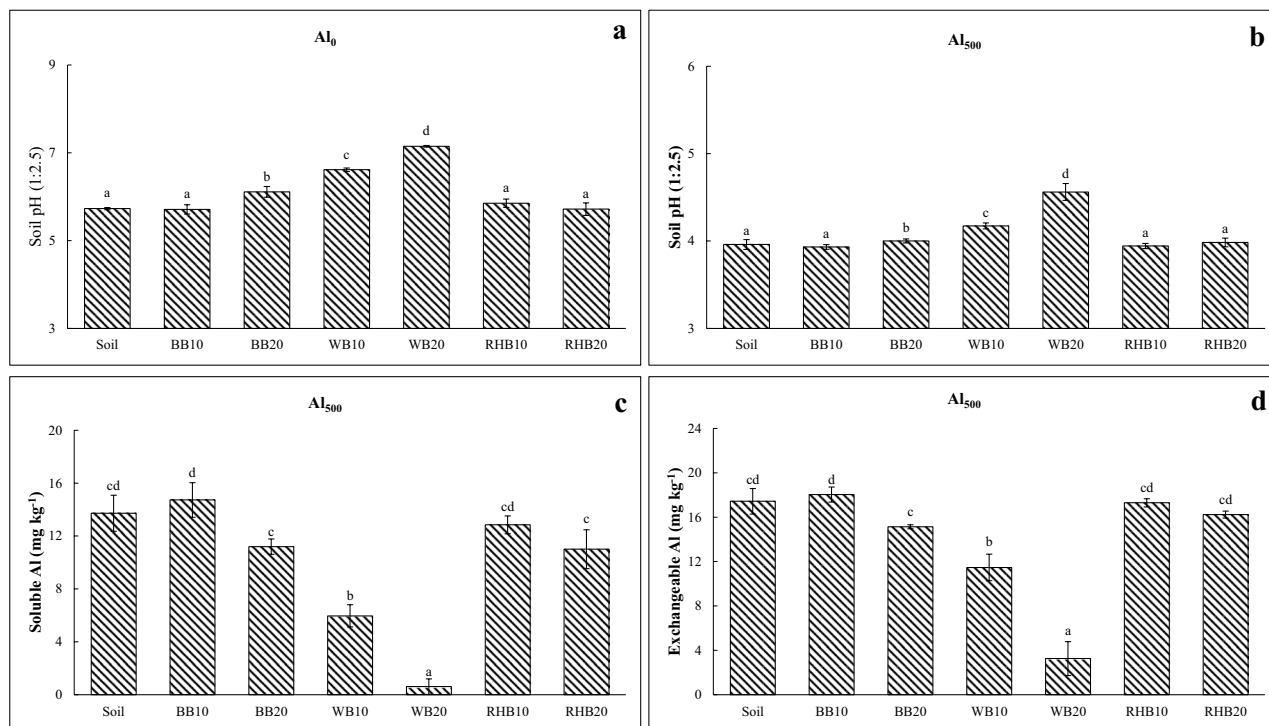 Al₀
a
Soil pH (1:2.5)
9
7
5
3
a
a
b
c
d
a
a
Soil
BB10
BB20
WB10
WB20
RHB10
RHB20
Al₅₀₀
b
Soil pH (1:2.5)
6
5
4
3
a
a
b
c
d
a
a
Soil
BB10
BB20
WB10
WB20
RHB10
RHB20
Al₅₀₀
c
Soluble Al (mg kg⁻¹)
20
16
12
8
4
0
cd
d
c
b
a
cd
c
Soil
BB10
BB20
WB10
WB20
RHB10
RHB20
Al₅₀₀
d
Exchangeable Al (mg kg⁻¹)
24
20
16
12
8
4
0
cd
d
c
b
a
cd
cd
Soil
BB10
BB20
WB10
WB20
RHB10
RHB20